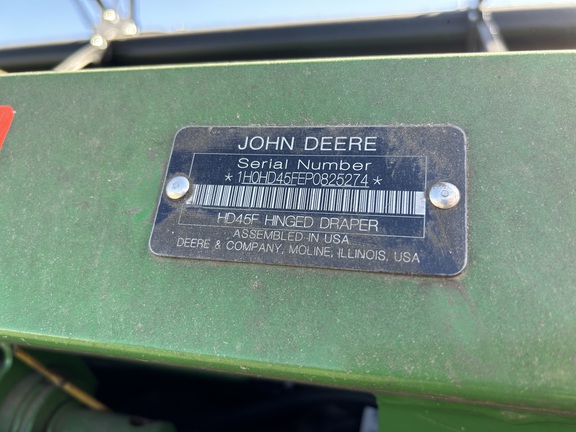 JOHN DEERE
Serial Number
* 1H0HD45FEP0825274 *
HD45F HINGED DRAPER
ASSEMBLED IN USA
DEERE & COMPANY, MOLINE, ILLINOIS, USA